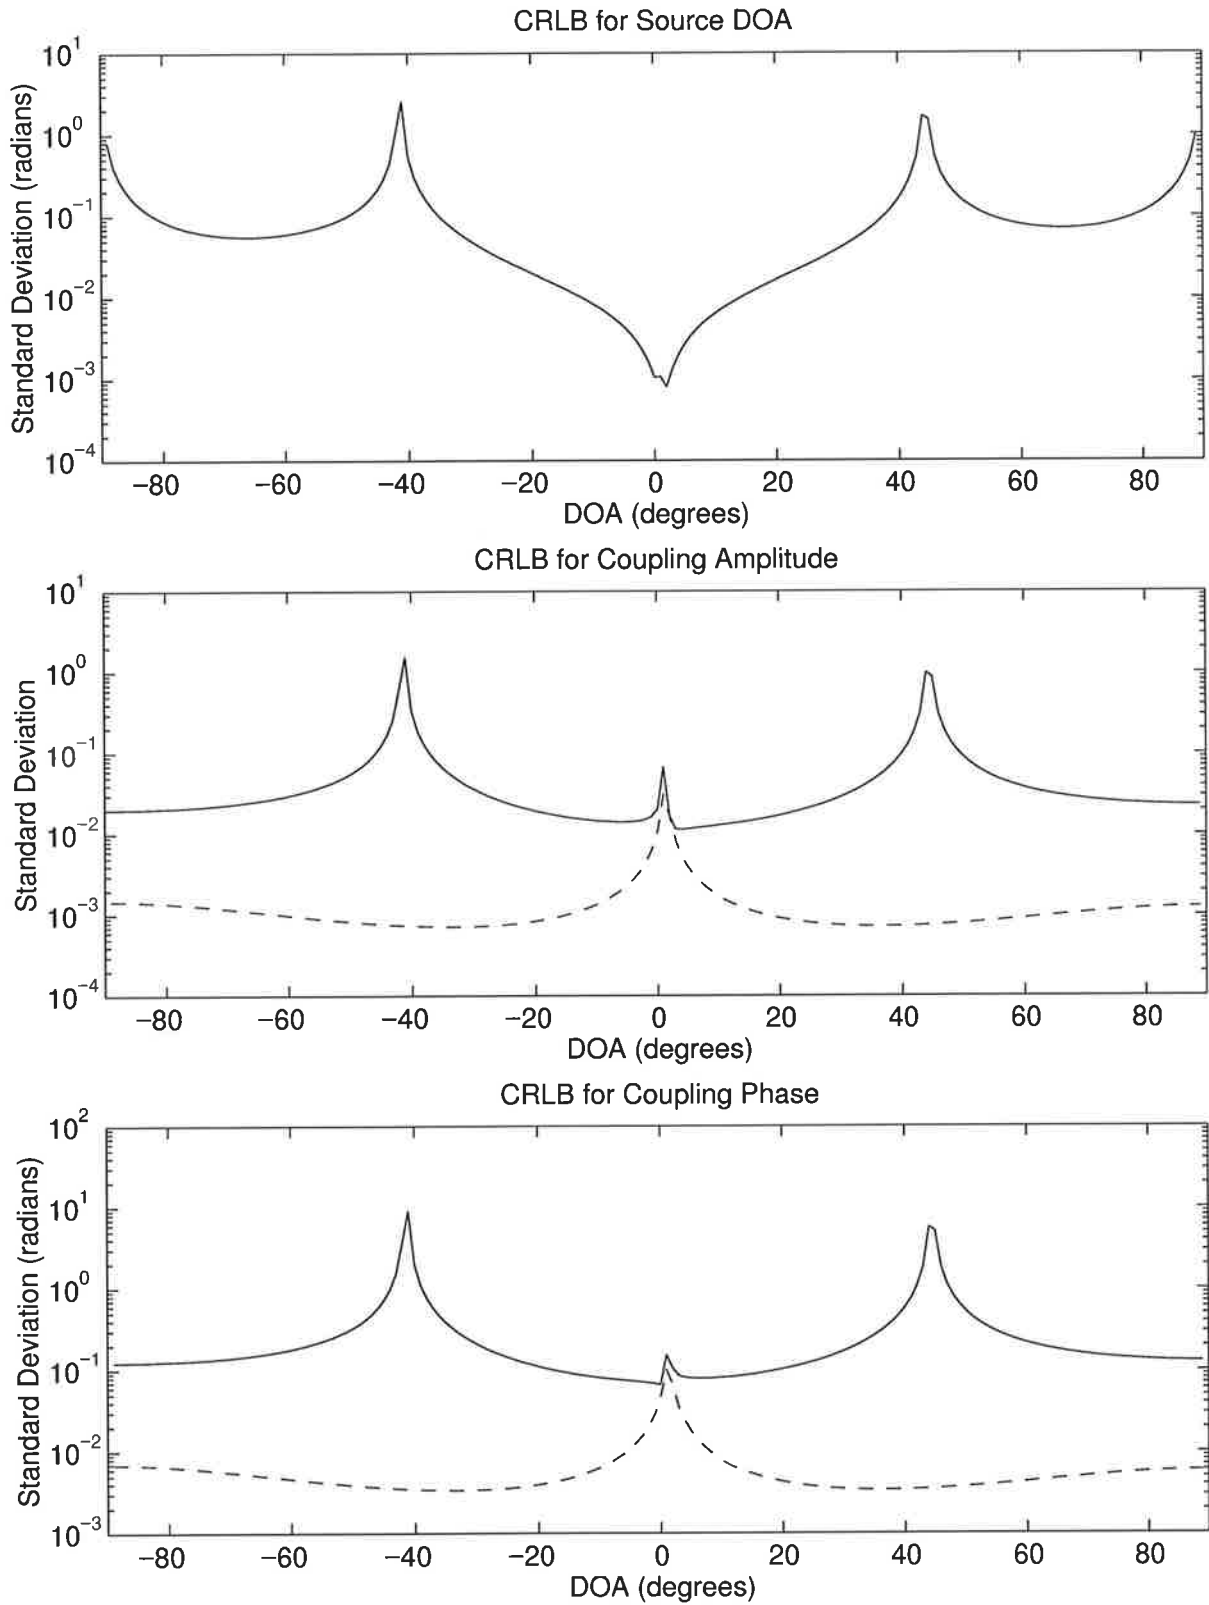 CRLB for Source DOA
Standard Deviation (radians)
10^1
10^0
10^−1
10^−2
10^−3
10^−4
−80 −60 −40 −20 0 20 40 60 80
DOA (degrees)
CRLB for Coupling Amplitude
Standard Deviation
10^1
10^0
10^−1
10^−2
10^−3
10^−4
−80 −60 −40 −20 0 20 40 60 80
DOA (degrees)
CRLB for Coupling Phase
Standard Deviation (radians)
10^2
10^1
10^0
10^−1
10^−2
10^−3
−80 −60 −40 −20 0 20 40 60 80
DOA (degrees)